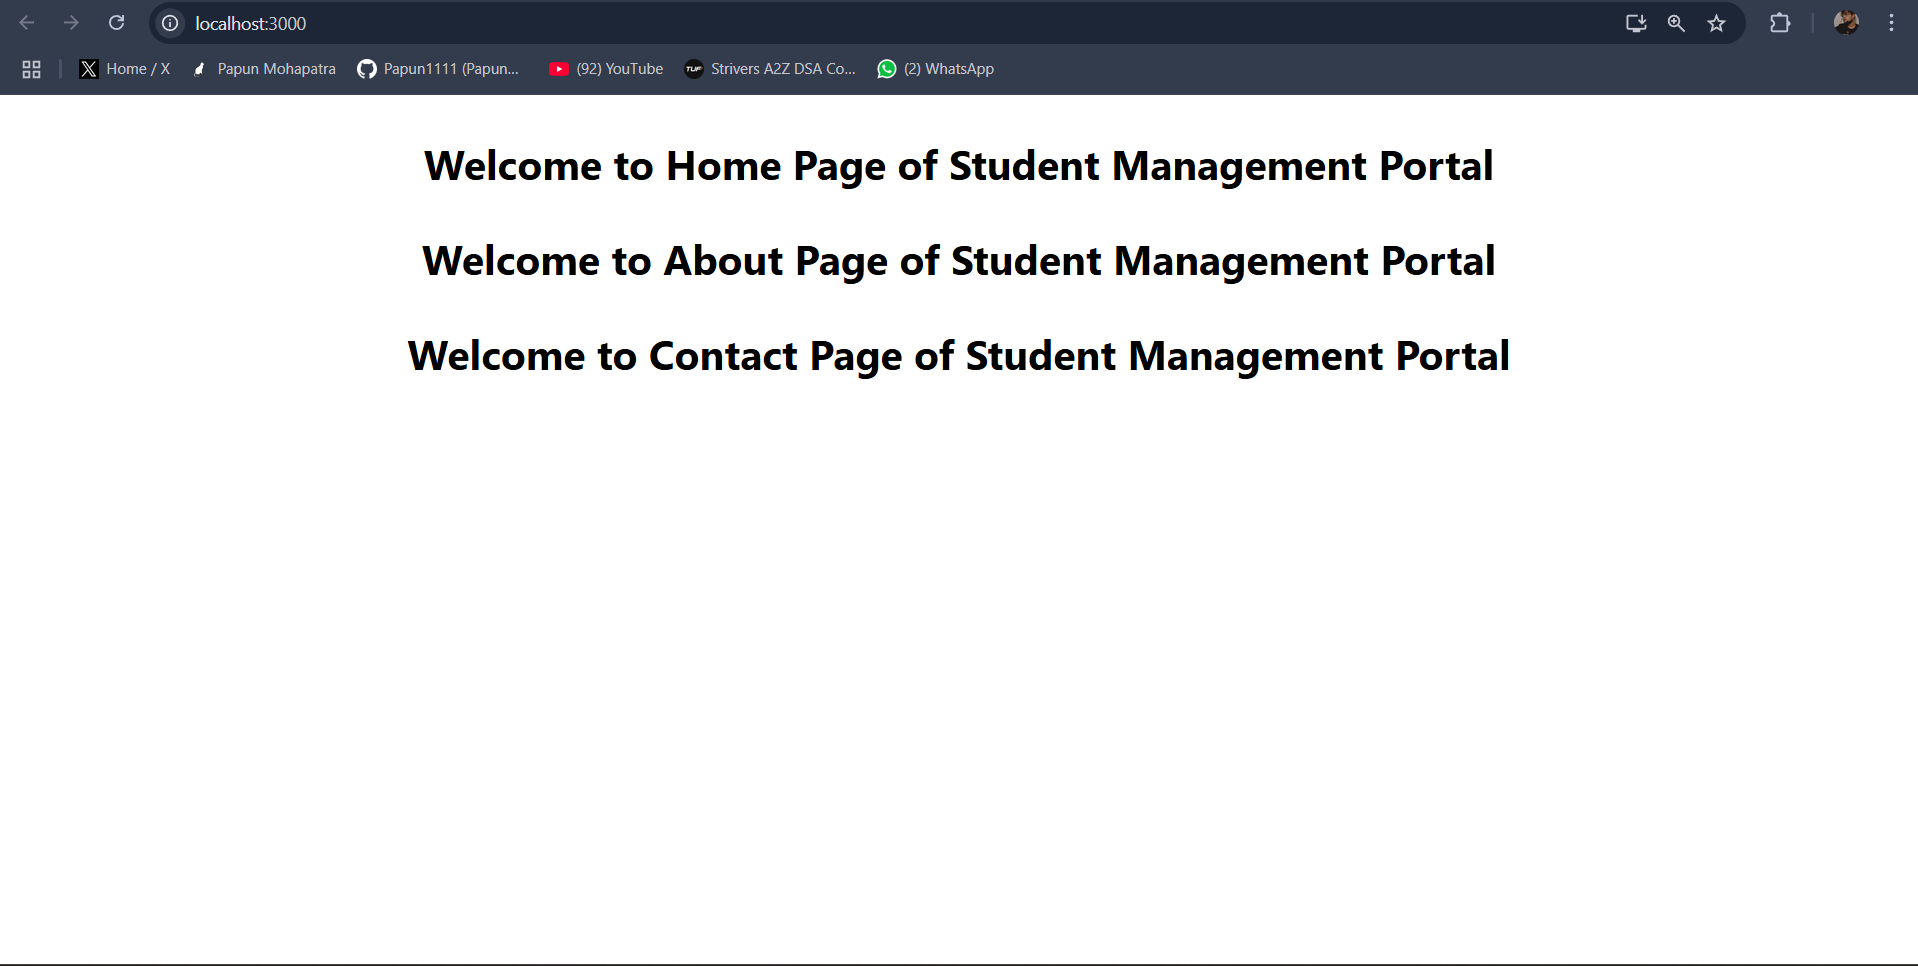 localhost:3000
Home / X Papun Mohapatra Papun1111 (Papun... (92) YouTube TUF Strivers A2Z DSA Co... (2) WhatsApp
Welcome to Home Page of Student Management Portal
Welcome to About Page of Student Management Portal
Welcome to Contact Page of Student Management Portal